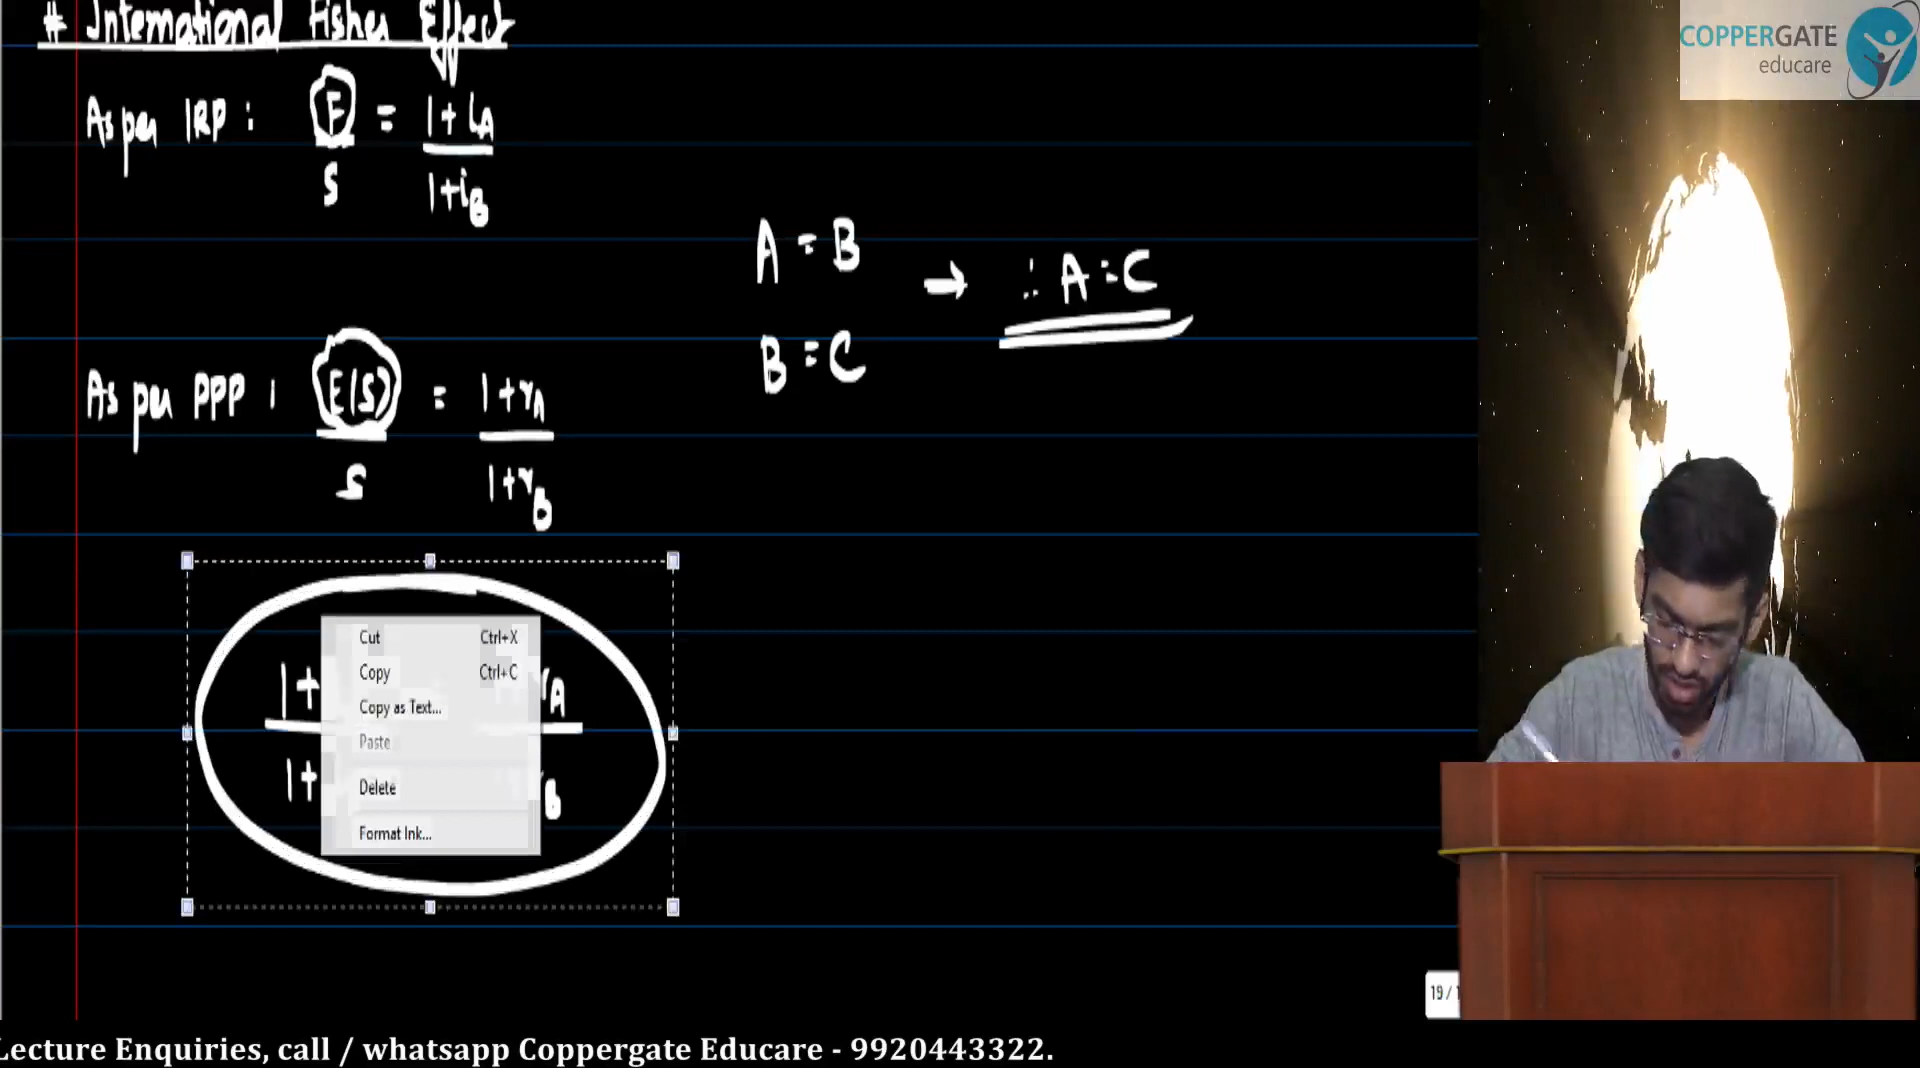 # International Fisher Effect
COPPERGATE
educare
As per IRP : F/S = 1+iA / 1+iB
A = B
B = C
→ ∴ A = C
As per PPP : E(S)/S = 1+rA / 1+rB
Cut Ctrl+X
Copy Ctrl+C
Copy as Text...
Paste
Delete
Format Ink...
1+ rA
1+ B
19 /
Lecture Enquiries, call / whatsapp Coppergate Educare - 9920443322.